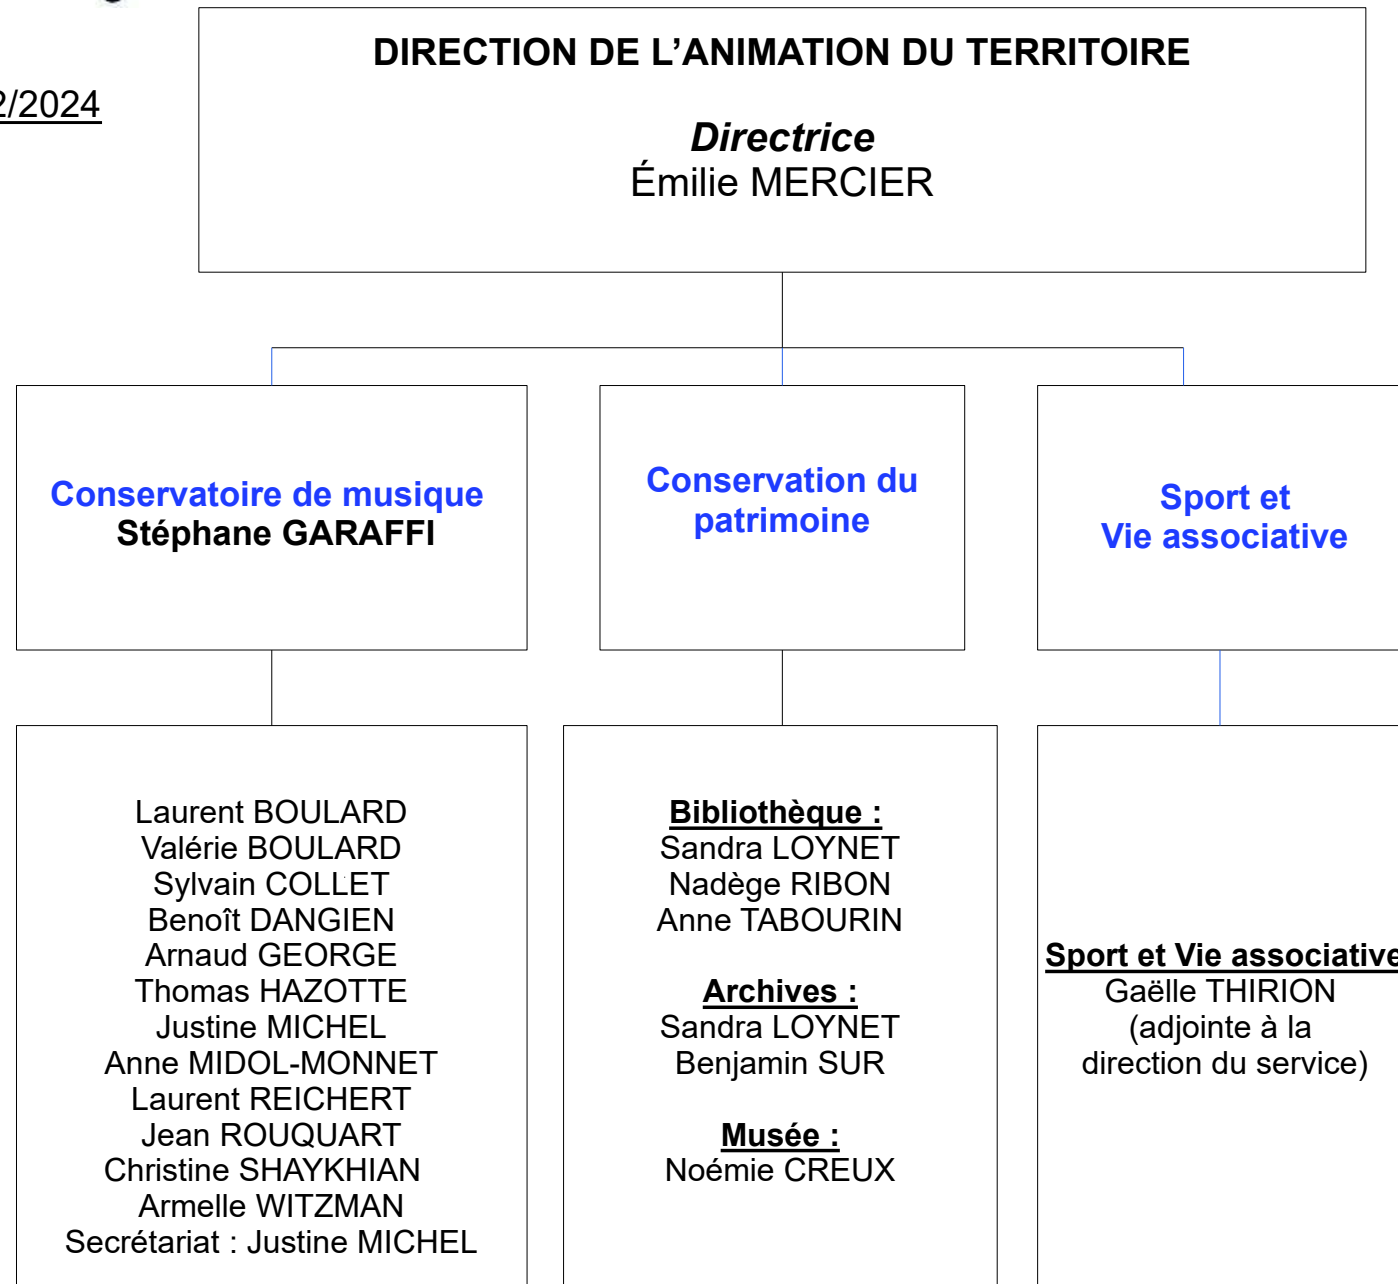 2/2024
DIRECTION DE L’ANIMATION DU TERRITOIRE
Directrice
Émilie MERCIER
Conservatoire de musique
Stéphane GARAFFI
Conservation du
patrimoine
Sport et
Vie associative
Laurent BOULARD
Valérie BOULARD
Sylvain COLLET
Benoît DANGIEN
Arnaud GEORGE
Thomas HAZOTTE
Justine MICHEL
Anne MIDOL-MONNET
Laurent REICHERT
Jean ROUQUART
Christine SHAYKHIAN
Armelle WITZMAN
Secrétariat : Justine MICHEL
Bibliothèque :
Sandra LOYNET
Nadège RIBON
Anne TABOURIN
Archives :
Sandra LOYNET
Benjamin SUR
Musée :
Noémie CREUX
Sport et Vie associative
Gaëlle THIRION
(adjointe à la
direction du service)